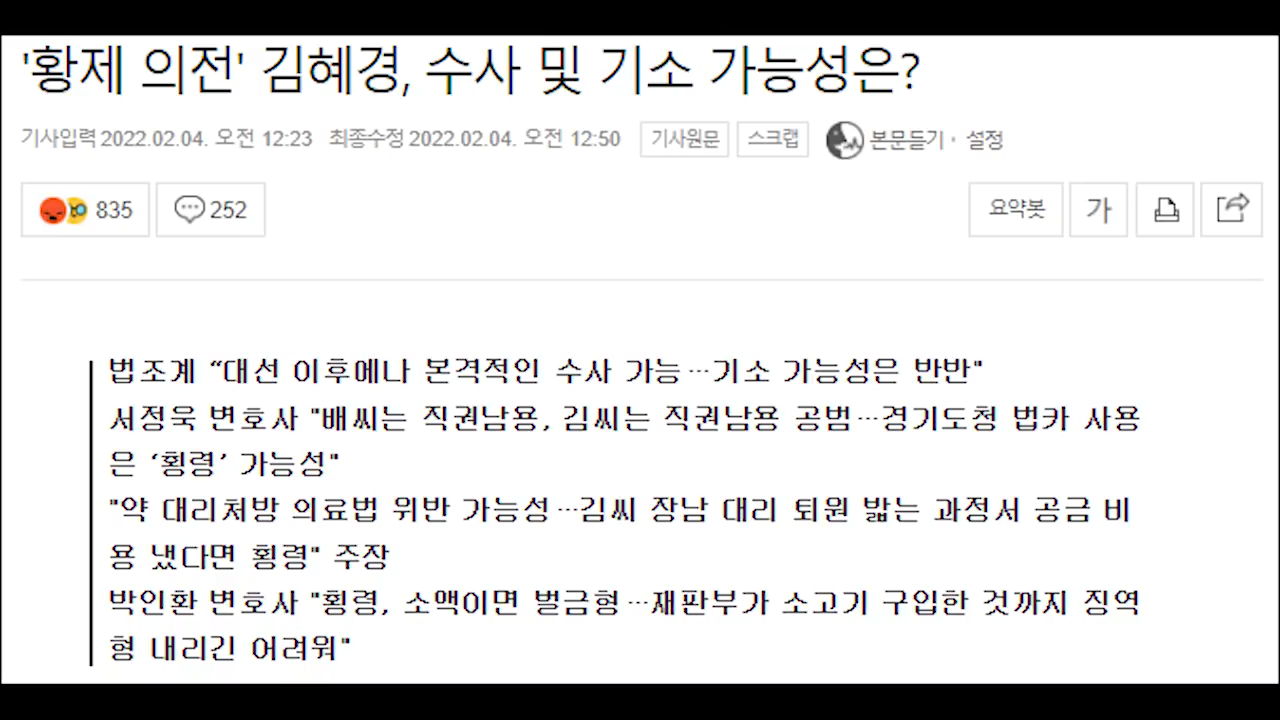 '황제 의전' 김혜경, 수사 및 기소 가능성은?
기사입력 2022.02.04. 오전 12:23 최종수정 2022.02.04. 오전 12:50 기사원문 스크랩 본문듣기 · 설정
835 252 요약봇 가
법조계 “대선 이후에나 본격적인 수사 가능…기소 가능성은 반반"
서정욱 변호사 "배씨는 직권남용, 김씨는 직권남용 공범…경기도청 법카 사용
은 ‘횡령’ 가능성"
"약 대리처방 의료법 위반 가능성…김씨 장남 대리 퇴원 밟는 과정서 공금 비
용 냈다면 횡령" 주장
박인환 변호사 "횡령, 소액이면 벌금형…재판부가 소고기 구입한 것까지 징역
형 내리긴 어려워"